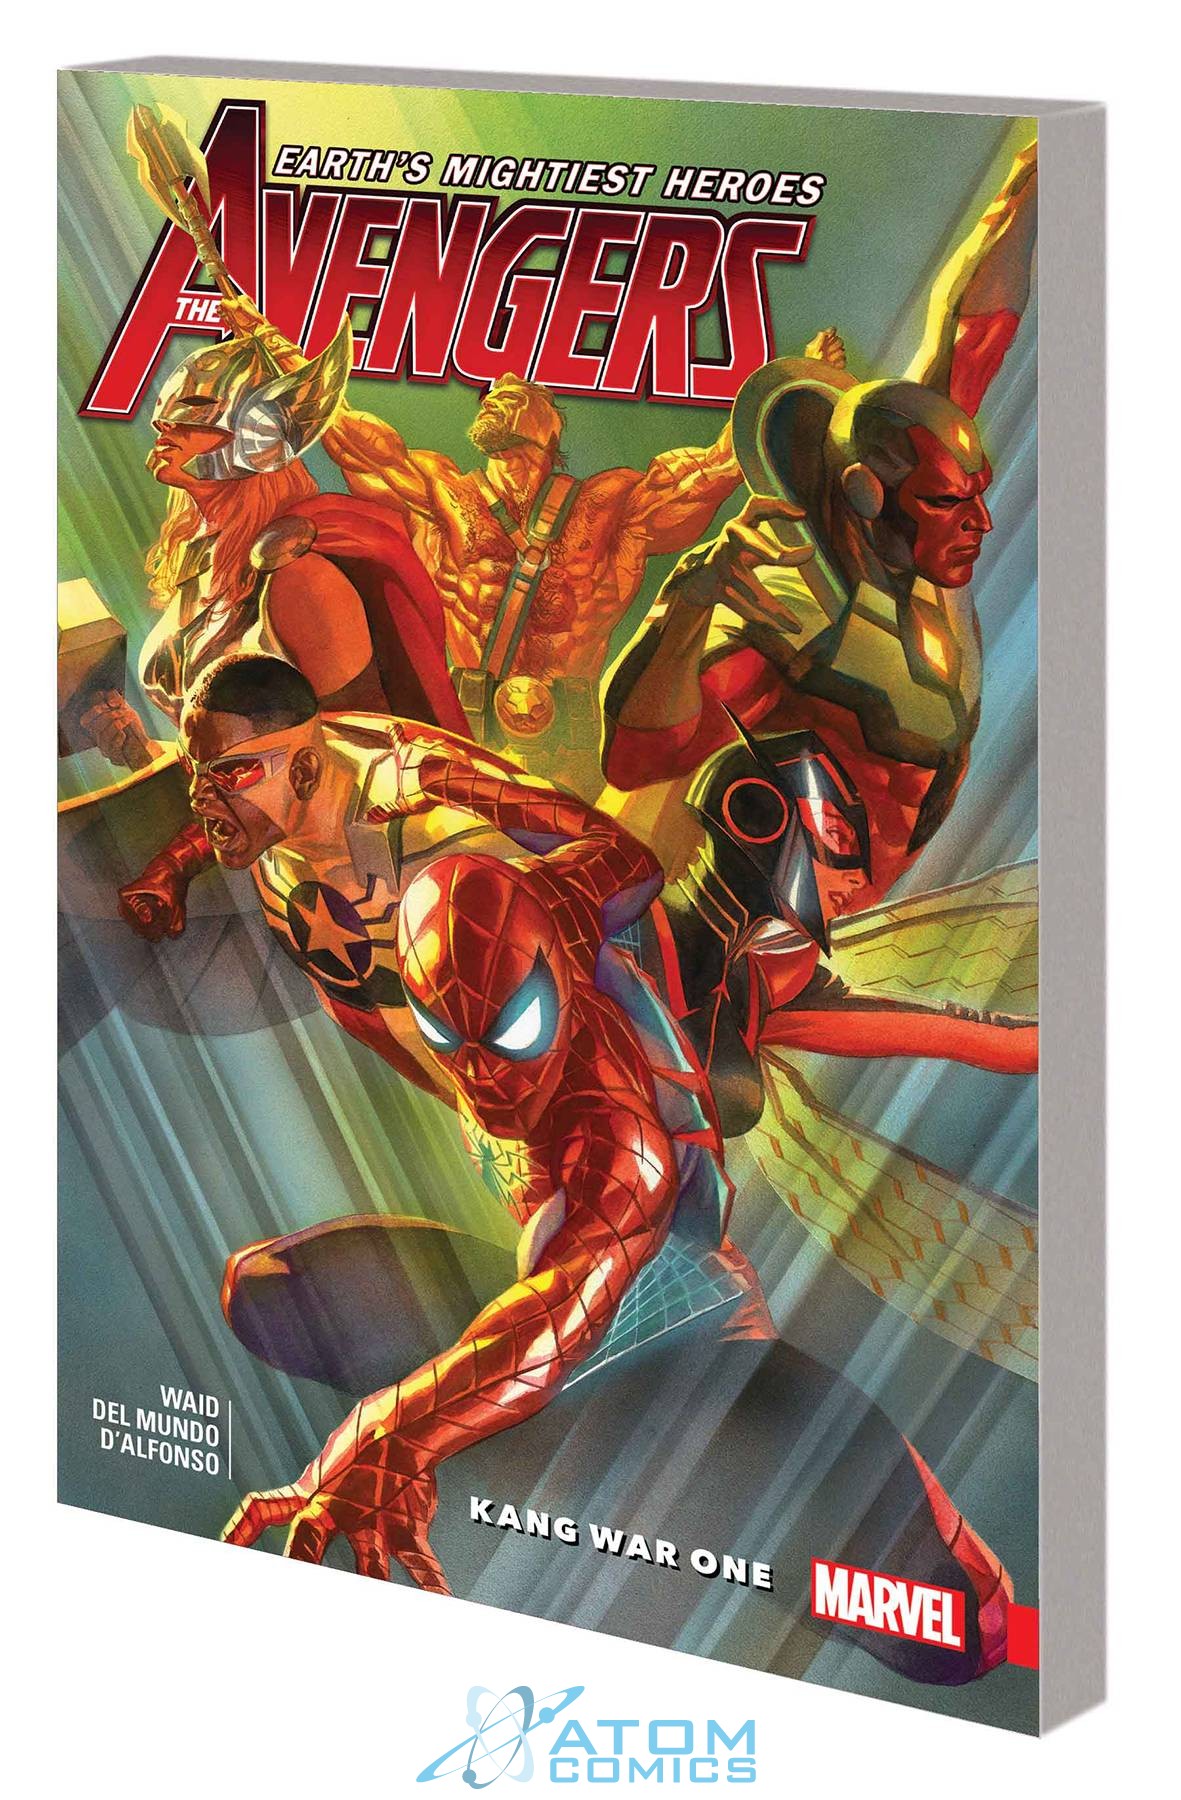 EARTH'S MIGHTIEST HEROES
THE AVENGERS
WAID
DEL MUNDO
D'ALFONSO
KANG WAR ONE
MARVEL
ATOM
COMICS